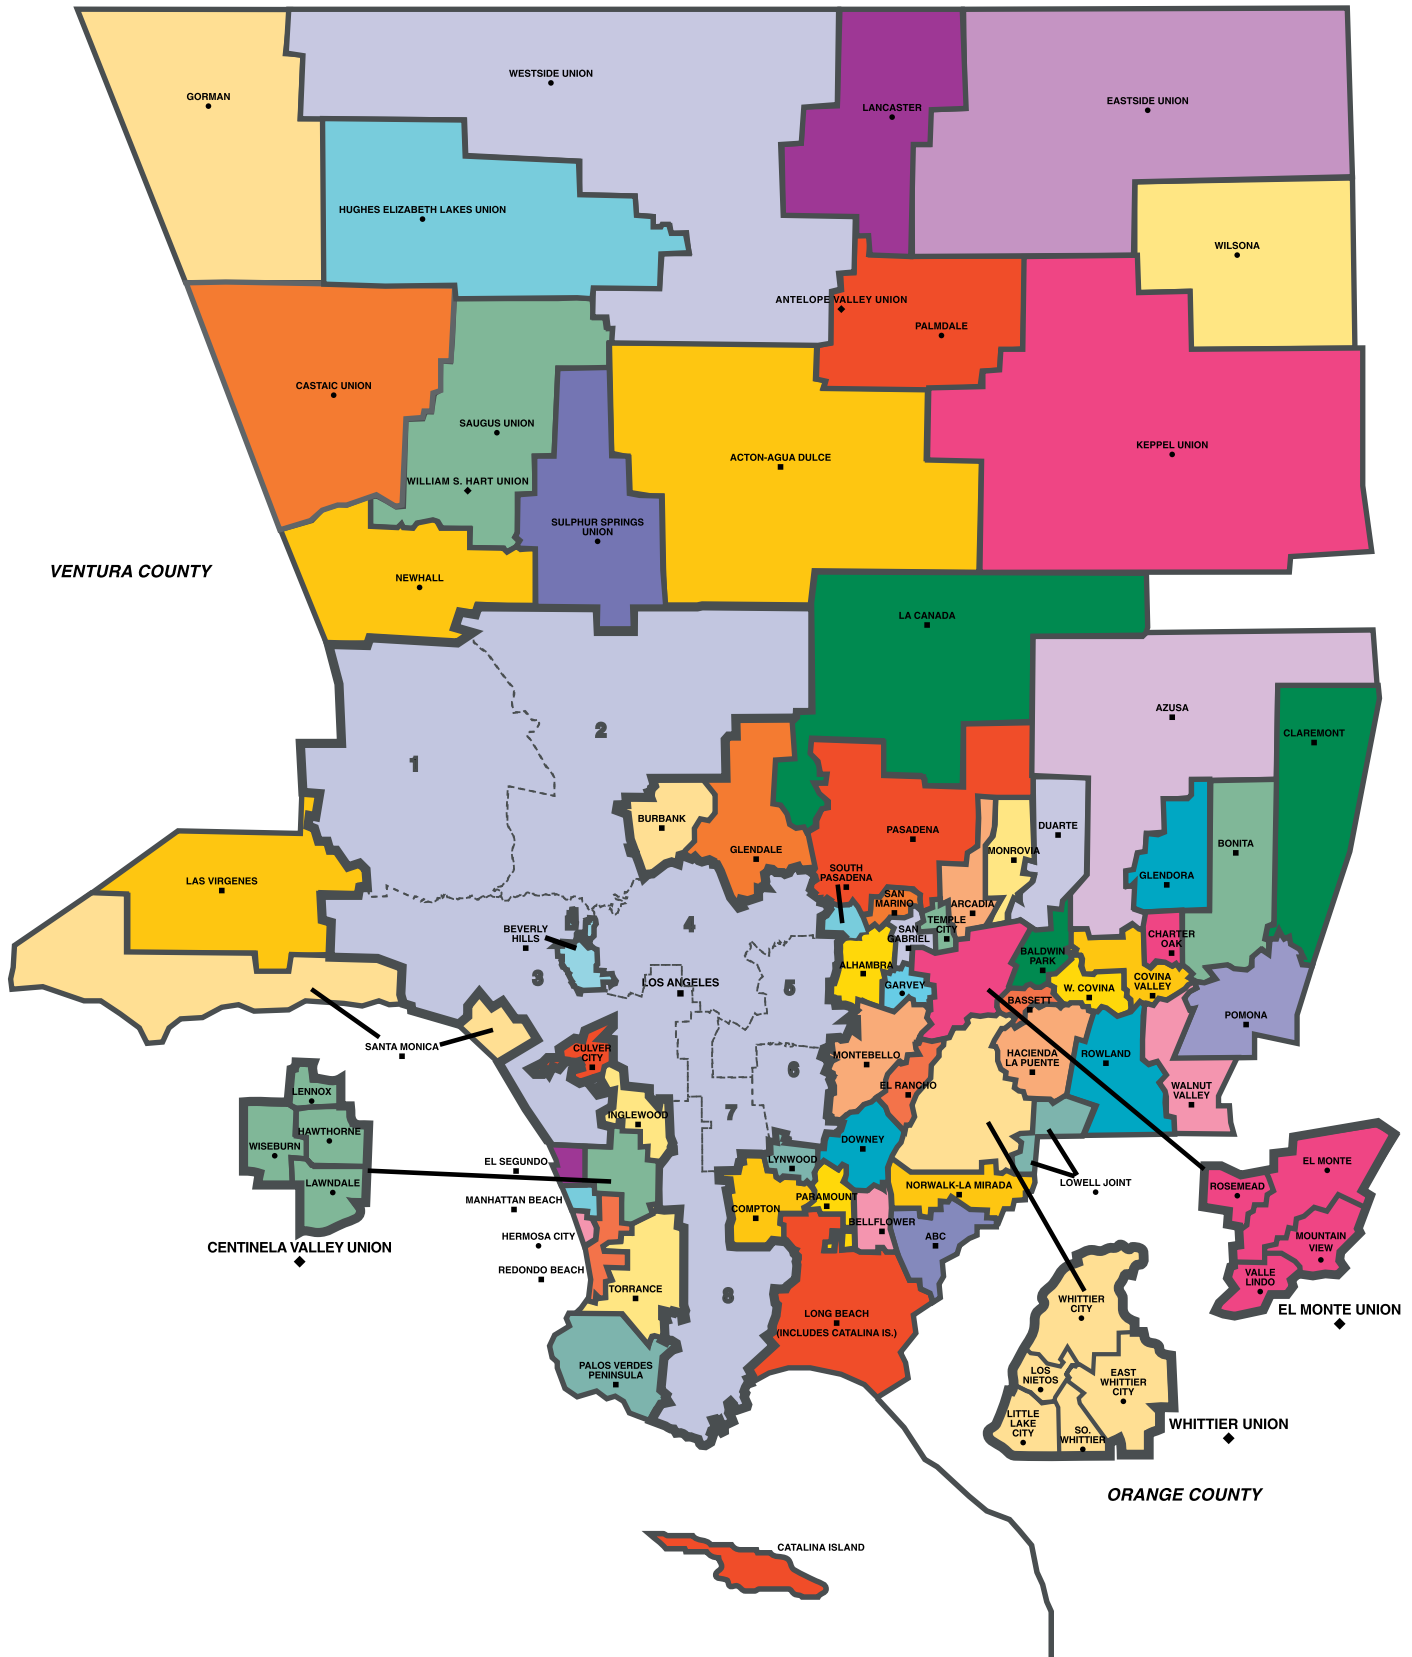 WESTSIDE UNION
GORMAN
LANCASTER
EASTSIDE UNION
HUGHES ELIZABETH LAKES UNION
WILSONA
ANTELOPE VALLEY UNION
PALMDALE
CASTAIC UNION
SAUGUS UNION
KEPPEL UNION
ACTON-AGUA DULCE
WILLIAM S. HART UNION
SULPHUR SPRINGS
UNION
VENTURA COUNTY
NEWHALL
LA CANADA
AZUSA
CLAREMONT
2
1
BURBANK
GLENDALE
PASADENA
DUARTE
MONROVIA
BONITA
SOUTH
PASADENA
GLENDORA
LAS VIRGENES
SAN
MARINO
ARCADIA
TEMPLE
CITY
SAN
GABRIEL
4
BEVERLY
HILLS
CHARTER
OAK
BALDWIN
PARK
ALHAMBRA
3
LOS ANGELES
5
GARVEY
W. COVINA
COVINA
VALLEY
BASSETT
POMONA
SANTA MONICA
CULVER
CITY
MONTEBELLO
HACIENDA
LA PUENTE
ROWLAND
6
EL RANCHO
WALNUT
VALLEY
LENNOX
INGLEWOOD
7
HAWTHORNE
WISEBURN
DOWNEY
EL SEGUNDO
LYNWOOD
LAWNDALE
LOWELL JOINT
NORWALK-LA MIRADA
EL MONTE
ROSEMEAD
MANHATTAN BEACH
PARAMOUNT
COMPTON
BELLFLOWER
HERMOSA CITY
ABC
MOUNTAIN
VIEW
CENTINELA VALLEY UNION
REDONDO BEACH
VALLE
LINDO
TORRANCE
8
WHITTIER
CITY
EL MONTE UNION
LONG BEACH
(INCLUDES CATALINA IS.)
PALOS VERDES
PENINSULA
LOS
NIETOS
EAST
WHITTIER
CITY
LITTLE
LAKE
CITY
SO.
WHITTIER
WHITTIER UNION
ORANGE COUNTY
CATALINA ISLAND